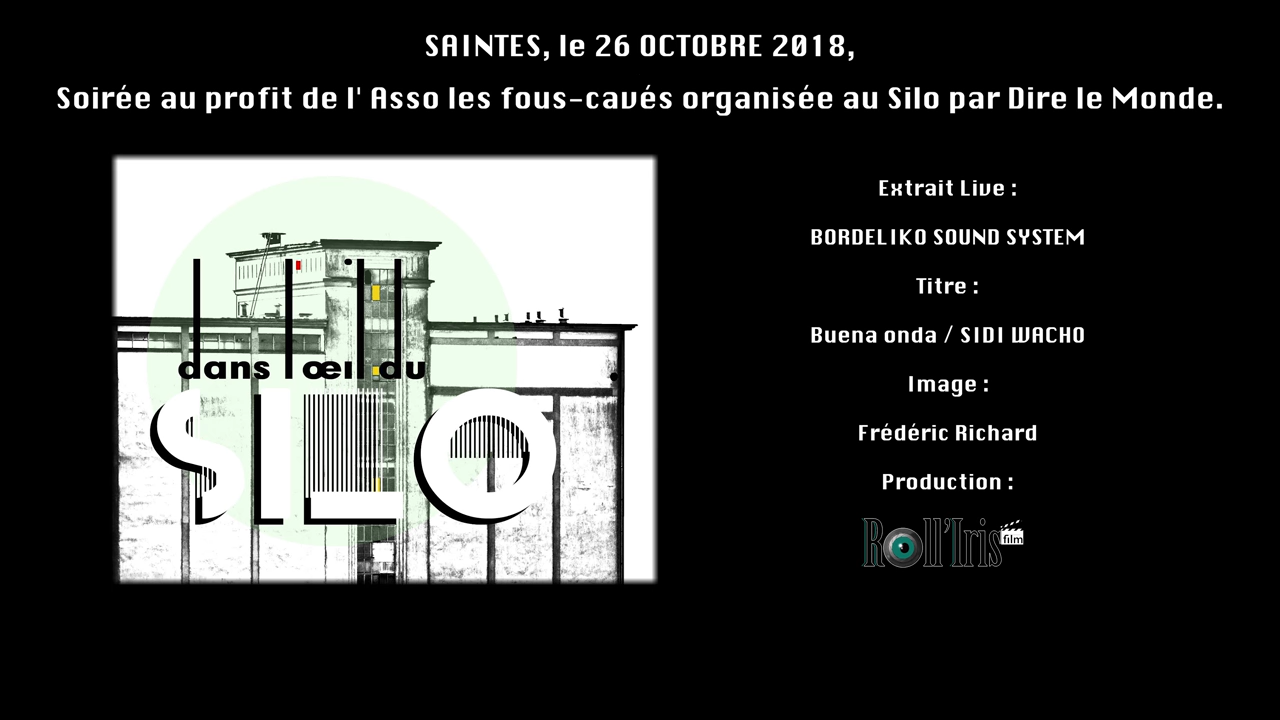 SAINTES, le 26 OCTOBRE 2018,
Soirée au profit de l' Asso les fous-cavés organisée au Silo par Dire le Monde.
dans l œil du
SILO
Extrait Live :
BORDELIKO SOUND SYSTEM
Titre :
Buena onda / SIDI WACHO
Image :
Frédéric Richard
Production :
Roll'Iris film